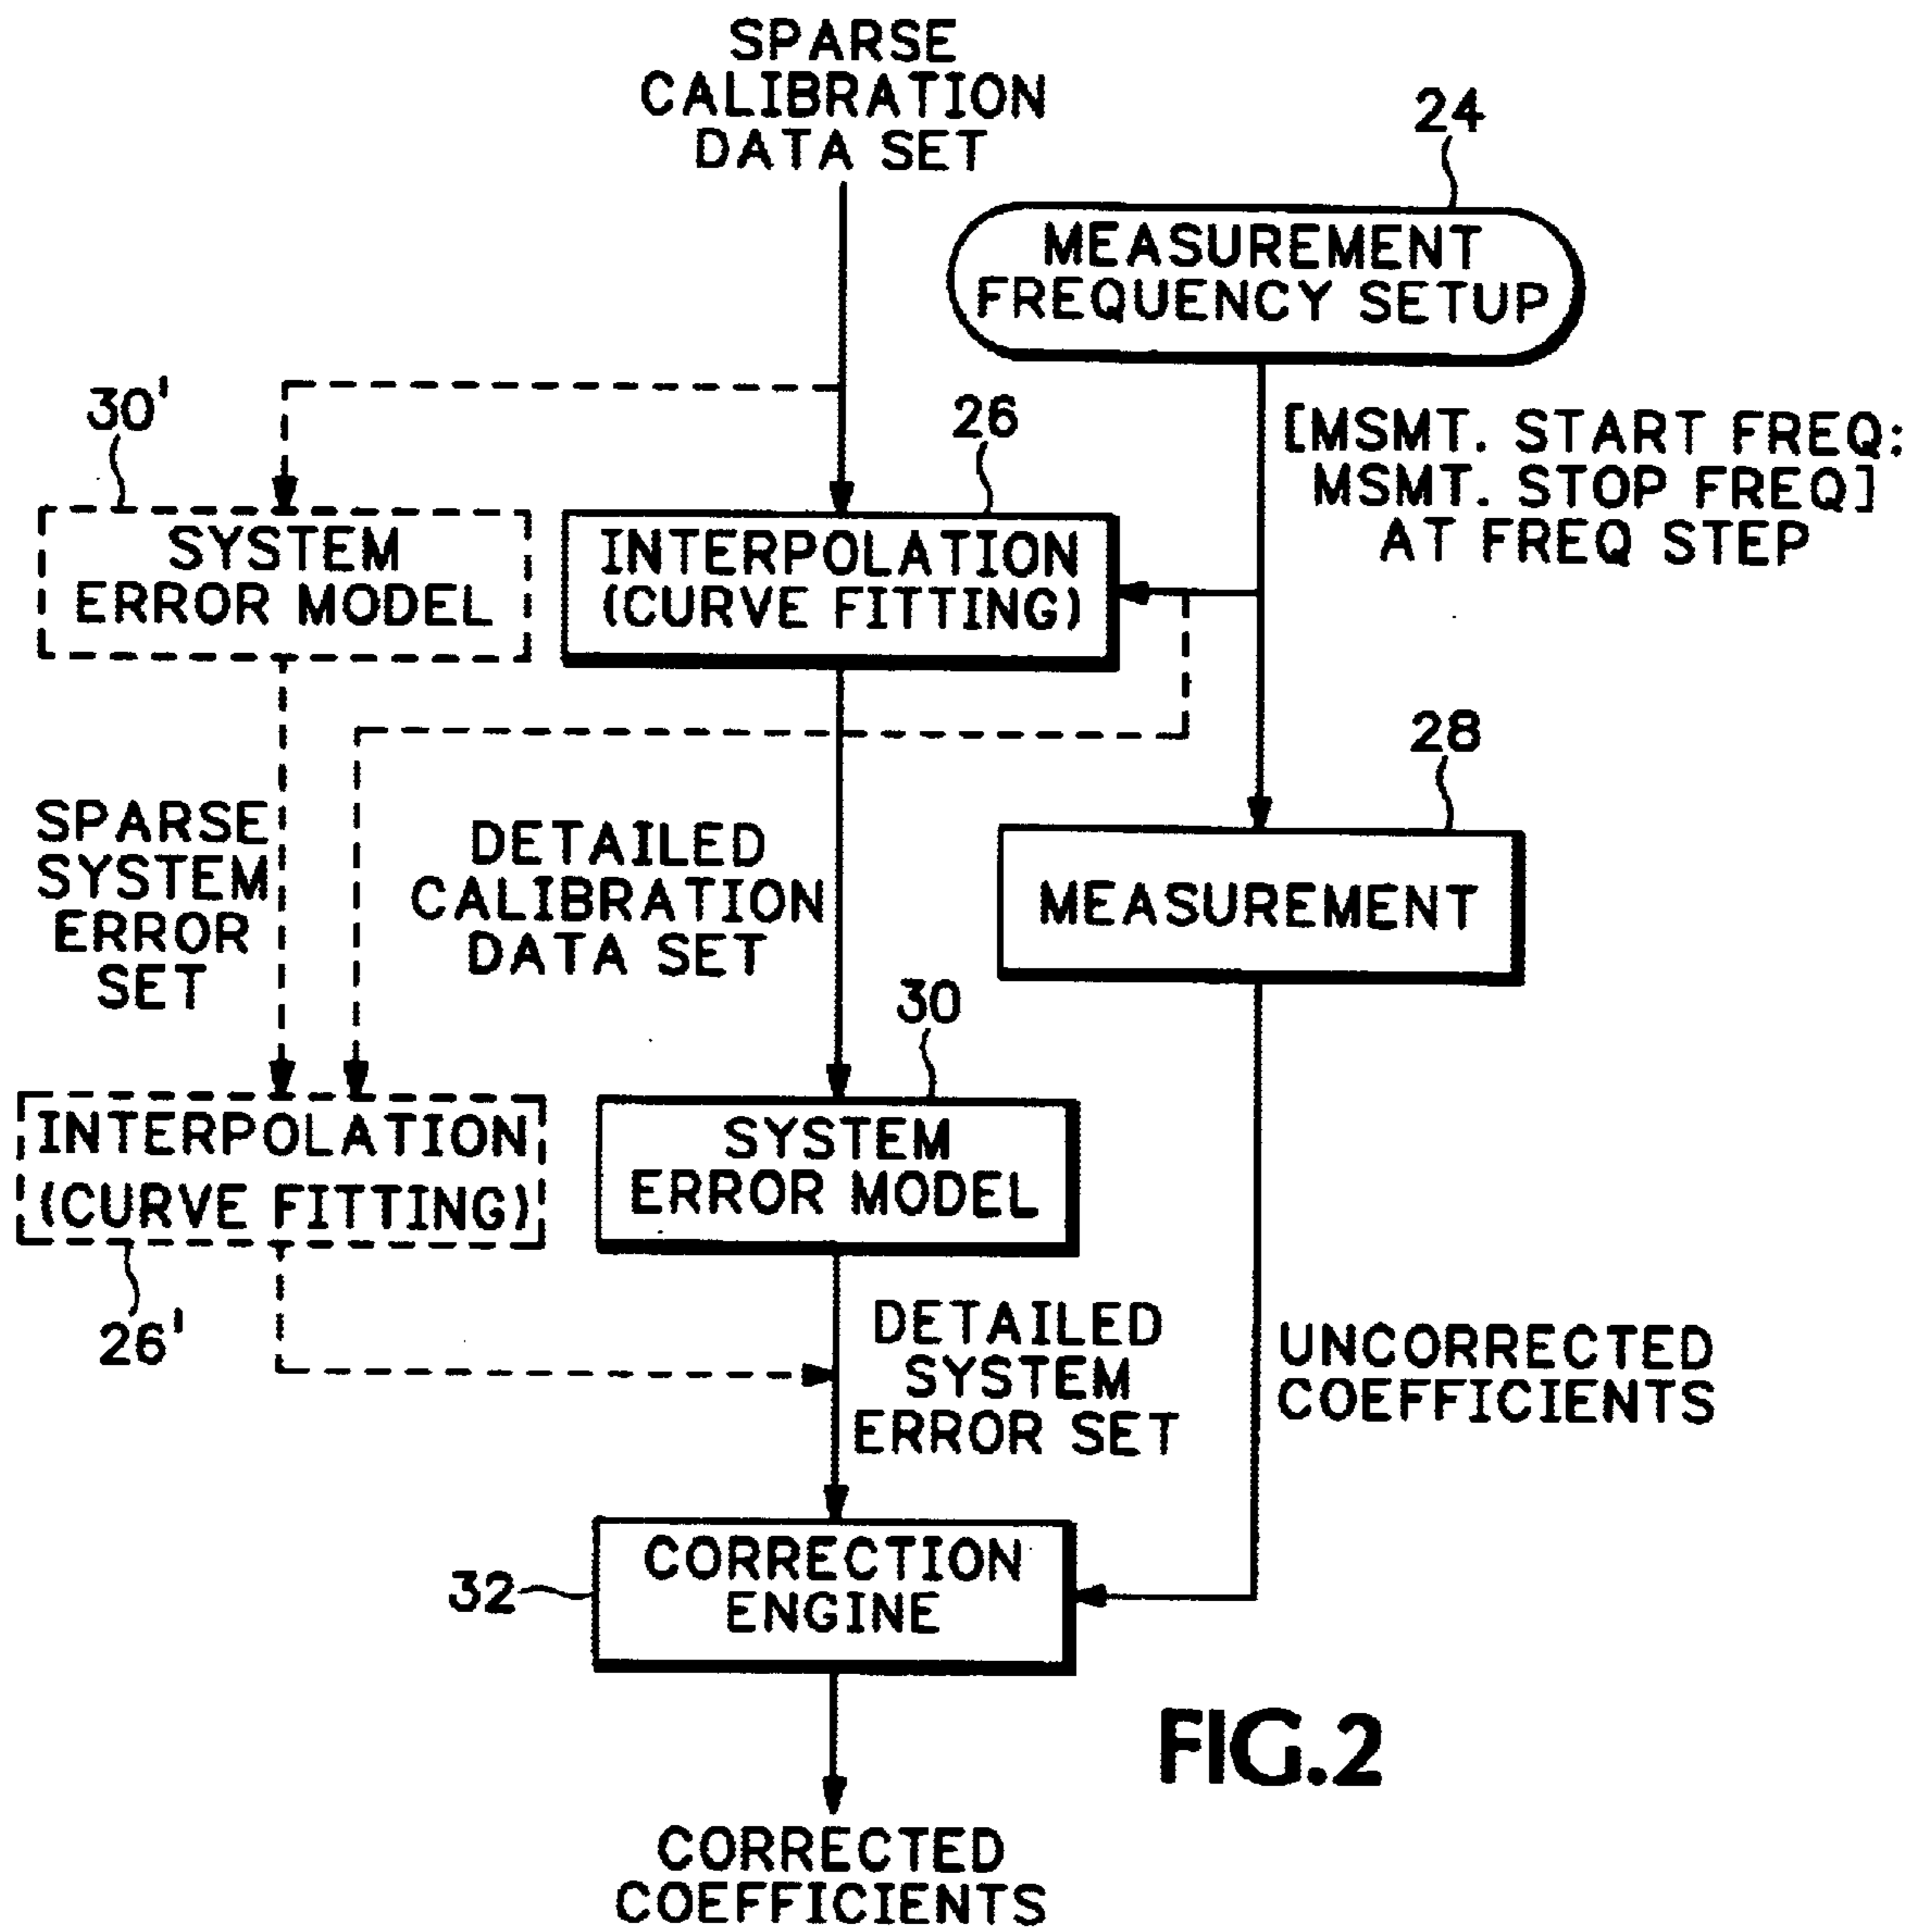 SPARSE
CALIBRATION
DATA SET
24
MEASUREMENT
FREQUENCY SETUP
30'
26
[MSMT. START FREQ:
MSMT. STOP FREQ]
AT FREQ STEP
SYSTEM
ERROR MODEL
INTERPOLATION
(CURVE FITTING)
28
SPARSE
SYSTEM
ERROR
SET
DETAILED
CALIBRATION
DATA SET
MEASUREMENT
30
INTERPOLATION
(CURVE FITTING)
26'
SYSTEM
ERROR MODEL
DETAILED
SYSTEM
ERROR SET
UNCORRECTED
COEFFICIENTS
32
CORRECTION
ENGINE
FIG.2
CORRECTED
COEFFICIENTS